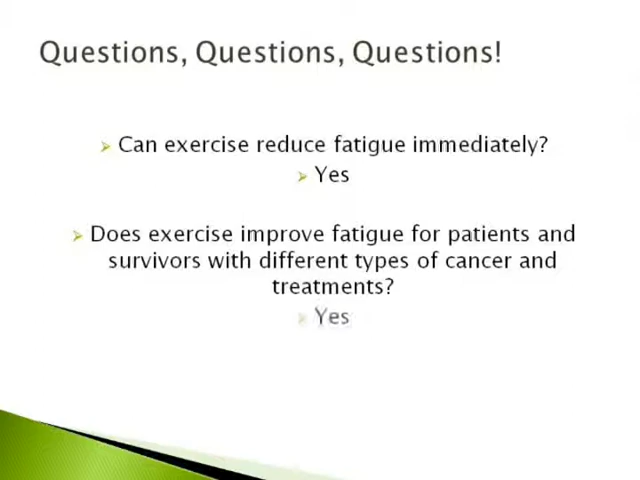 Questions, Questions, Questions!
Can exercise reduce fatigue immediately?
Yes
Does exercise improve fatigue for patients and
survivors with different types of cancer and
treatments?
Yes